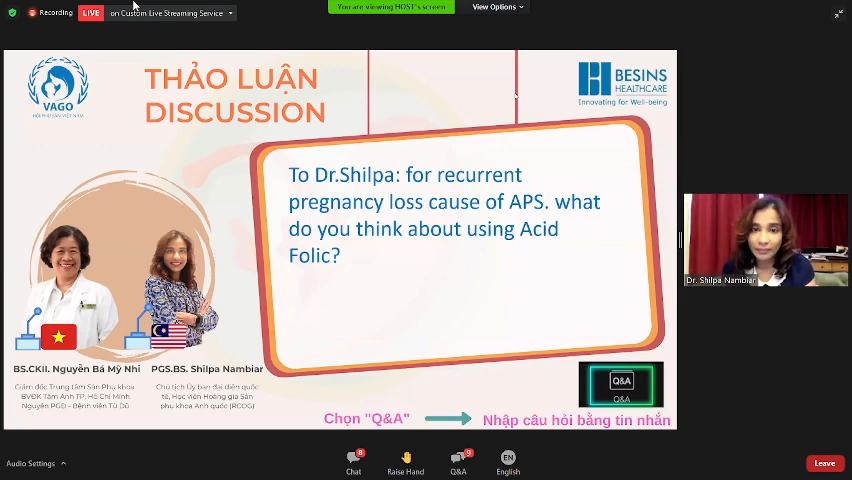 Recording
LIVE
on Custom Live Streaming Service
You are viewing HOST's screen
View Options
VAGO
HỘI PHỤ SẢN VIỆT NAM
THẢO LUẬN
DISCUSSION
BESINS
HEALTHCARE
Innovating for Well-being
To Dr.Shilpa: for recurrent
pregnancy loss cause of APS. what
do you think about using Acid
Folic?
Dr. Shilpa Nambiar
BS.CKII. Nguyễn Bá Mỹ Nhi
Giám đốc Trung tâm Sản Phụ khoa
BVĐK Tâm Anh TP. Hồ Chí Minh
Nguyên PGĐ - Bệnh viện Từ Dũ
PGS.BS. Shilpa Nambiar
Chủ tịch Ủy ban đại diện quốc
tế, Học viện Hoàng gia Sản
phụ khoa Anh quốc (RCOG)
Q&A
Q&A
Chọn "Q&A"
Nhập câu hỏi bằng tin nhắn
Audio Settings
8
Chat
Raise Hand
9
Q&A
EN
English
Leave